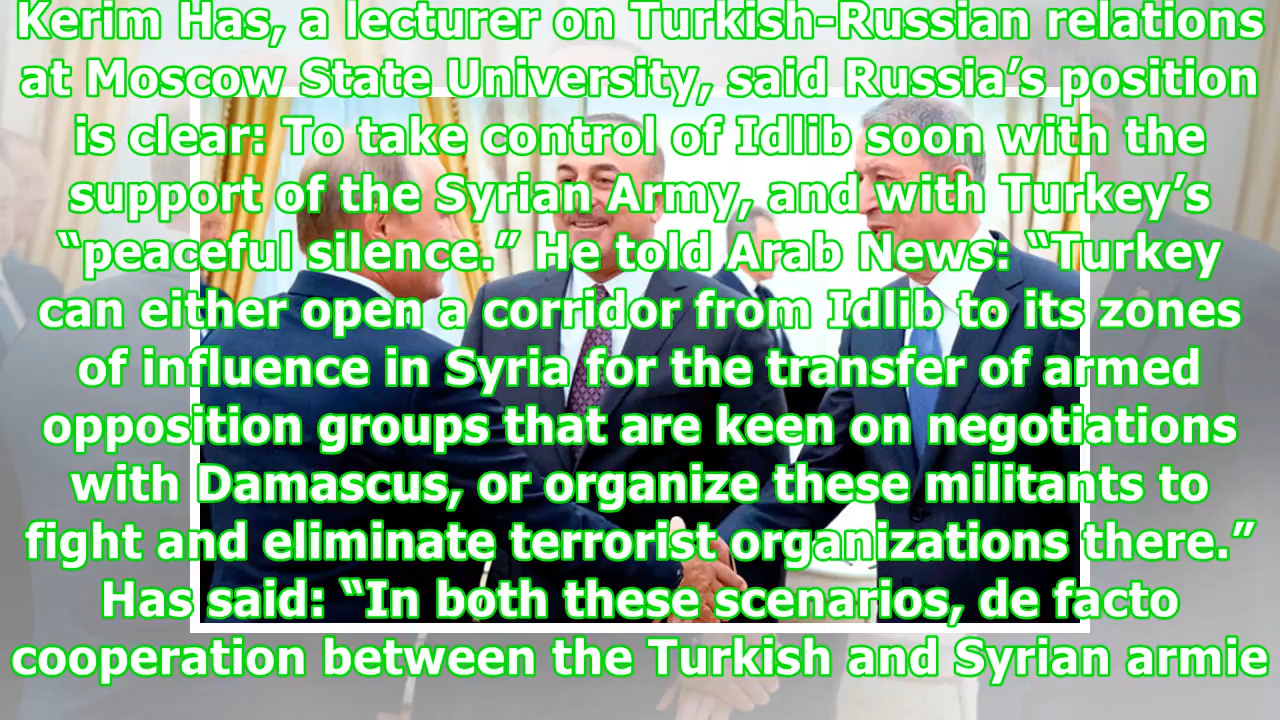 Kerim Has, a lecturer on Turkish-Russian relations
at Moscow State University, said Russia’s position
is clear: To take control of Idlib soon with the
support of the Syrian Army, and with Turkey’s
“peaceful silence.” He told Arab News: “Turkey
can either open a corridor from Idlib to its zones
of influence in Syria for the transfer of armed
opposition groups that are keen on negotiations
with Damascus, or organize these militants to
fight and eliminate terrorist organizations there.”
Has said: “In both these scenarios, de facto
cooperation between the Turkish and Syrian armie